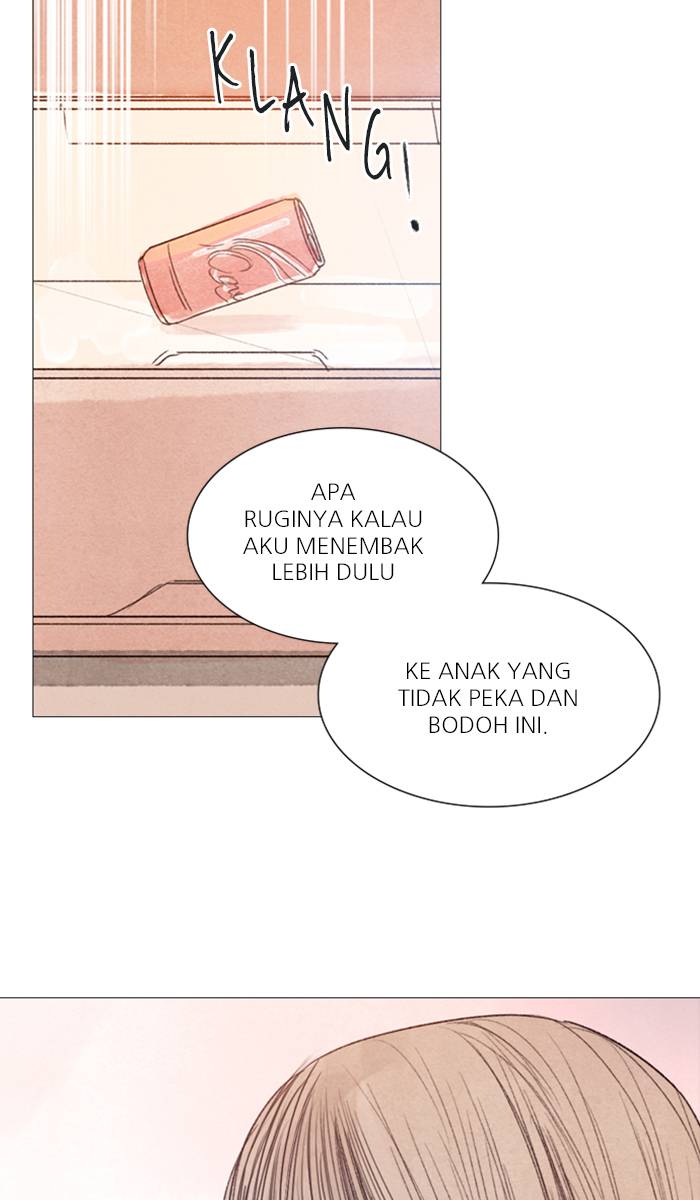 KLANG!
APA
RUGINYA KALAU
AKU MENEMBAK
LEBIH DULU
KE ANAK YANG
TIDAK PEKA DAN
BODOH INI.